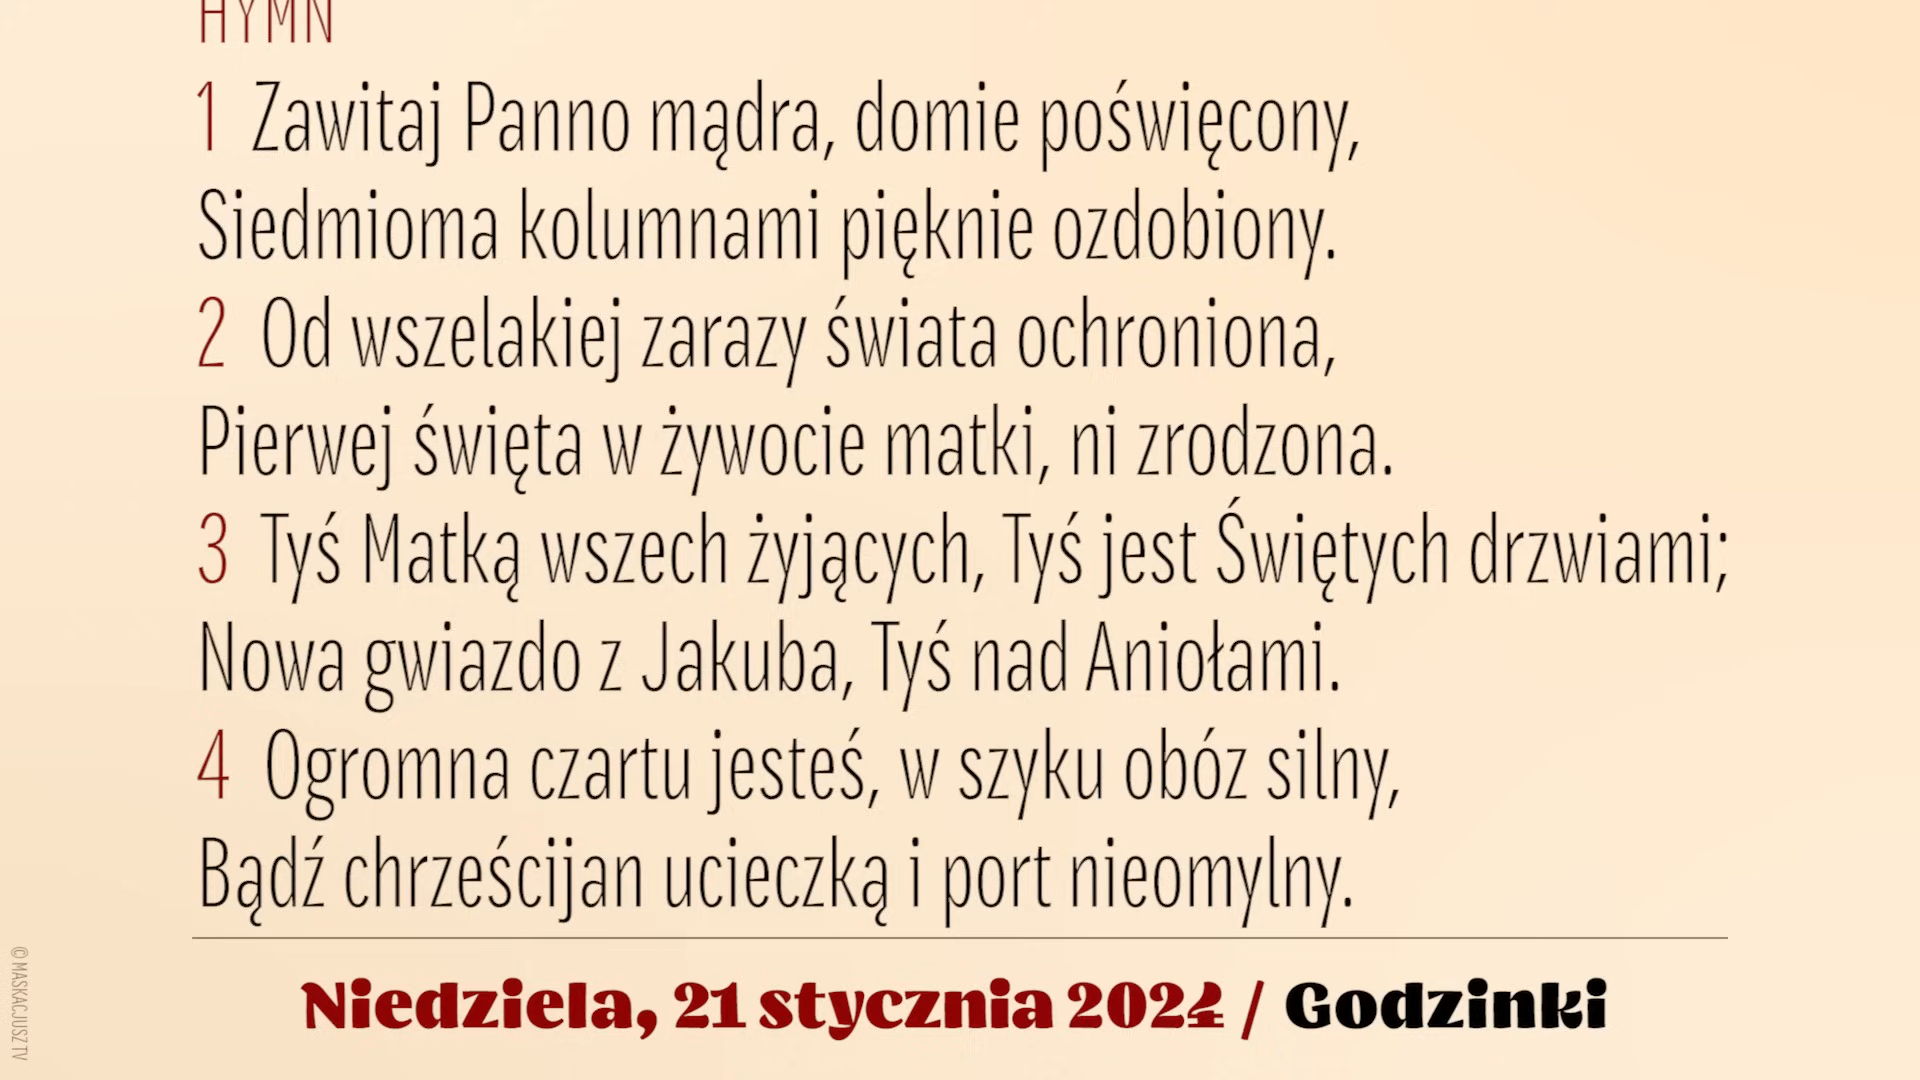 HYMN
1 Zawitaj Panno mądra, domie poświęcony,
Siedmioma kolumnami pięknie ozdobiony.
2 Od wszelakiej zarazy świata ochroniona,
Pierwej święta w żywocie matki, ni zrodzona.
3 Tyś Matką wszech żyjących, Tyś jest Świętych drzwiami;
Nowa gwiazdo z Jakuba, Tyś nad Aniołami.
4 Ogromna czartu jesteś, w szyku obóz silny,
Bądź chrześcijan ucieczką i port nieomylny.
Niedziela, 21 stycznia 2024 / Godzinki
© MASKACJUSZ TV